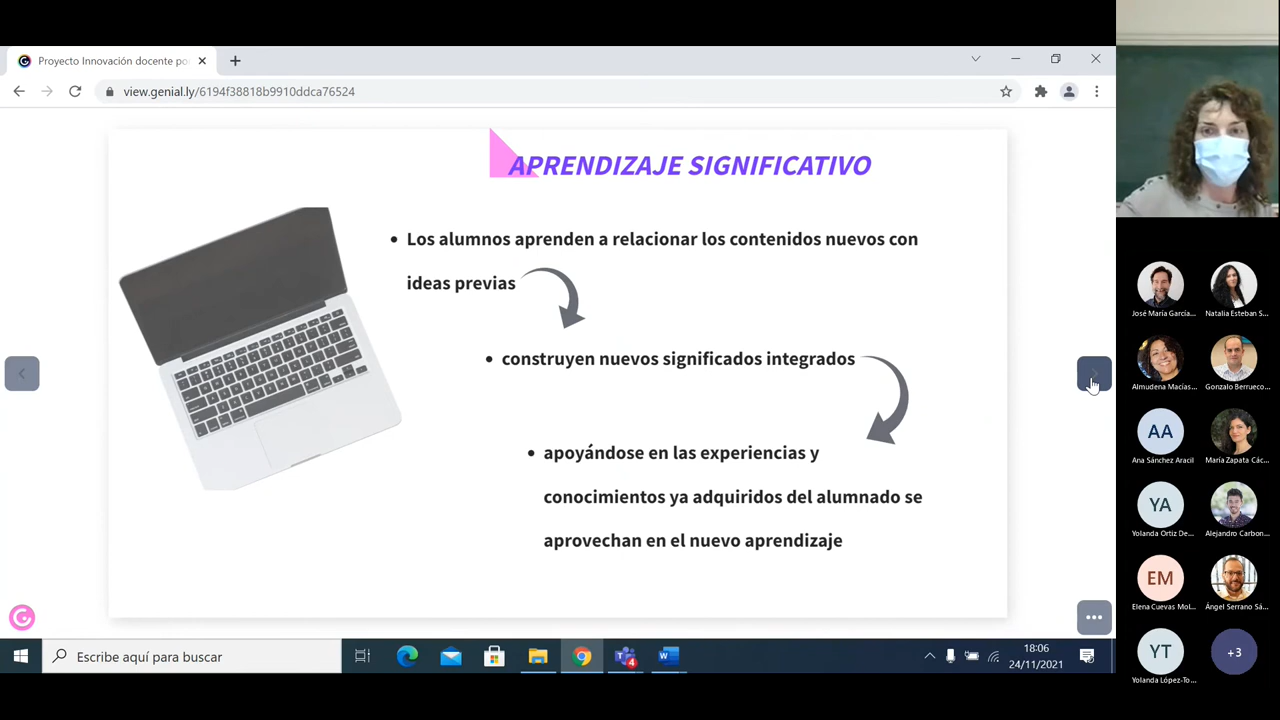 Proyecto Innovación docente po
view.genial.ly/6194f38818b9910ddca76524
APRENDIZAJE SIGNIFICATIVO
• Los alumnos aprenden a relacionar los contenidos nuevos con
ideas previas
• construyen nuevos significados integrados
• apoyándose en las experiencias y
conocimientos ya adquiridos del alumnado se
aprovechan en el nuevo aprendizaje
José María García...
Natalia Esteban S...
Almudena Macías...
Gonzalo Berrueco...
AA
Ana Sánchez Aracil
María Zapata Các...
YA
Yolanda Ortiz De...
Alejandro Carbon...
EM
Elena Cuevas Mol...
Ángel Serrano Sá...
YT
Yolanda López-To...
+3
Escribe aquí para buscar
4
18:06
24/11/2021